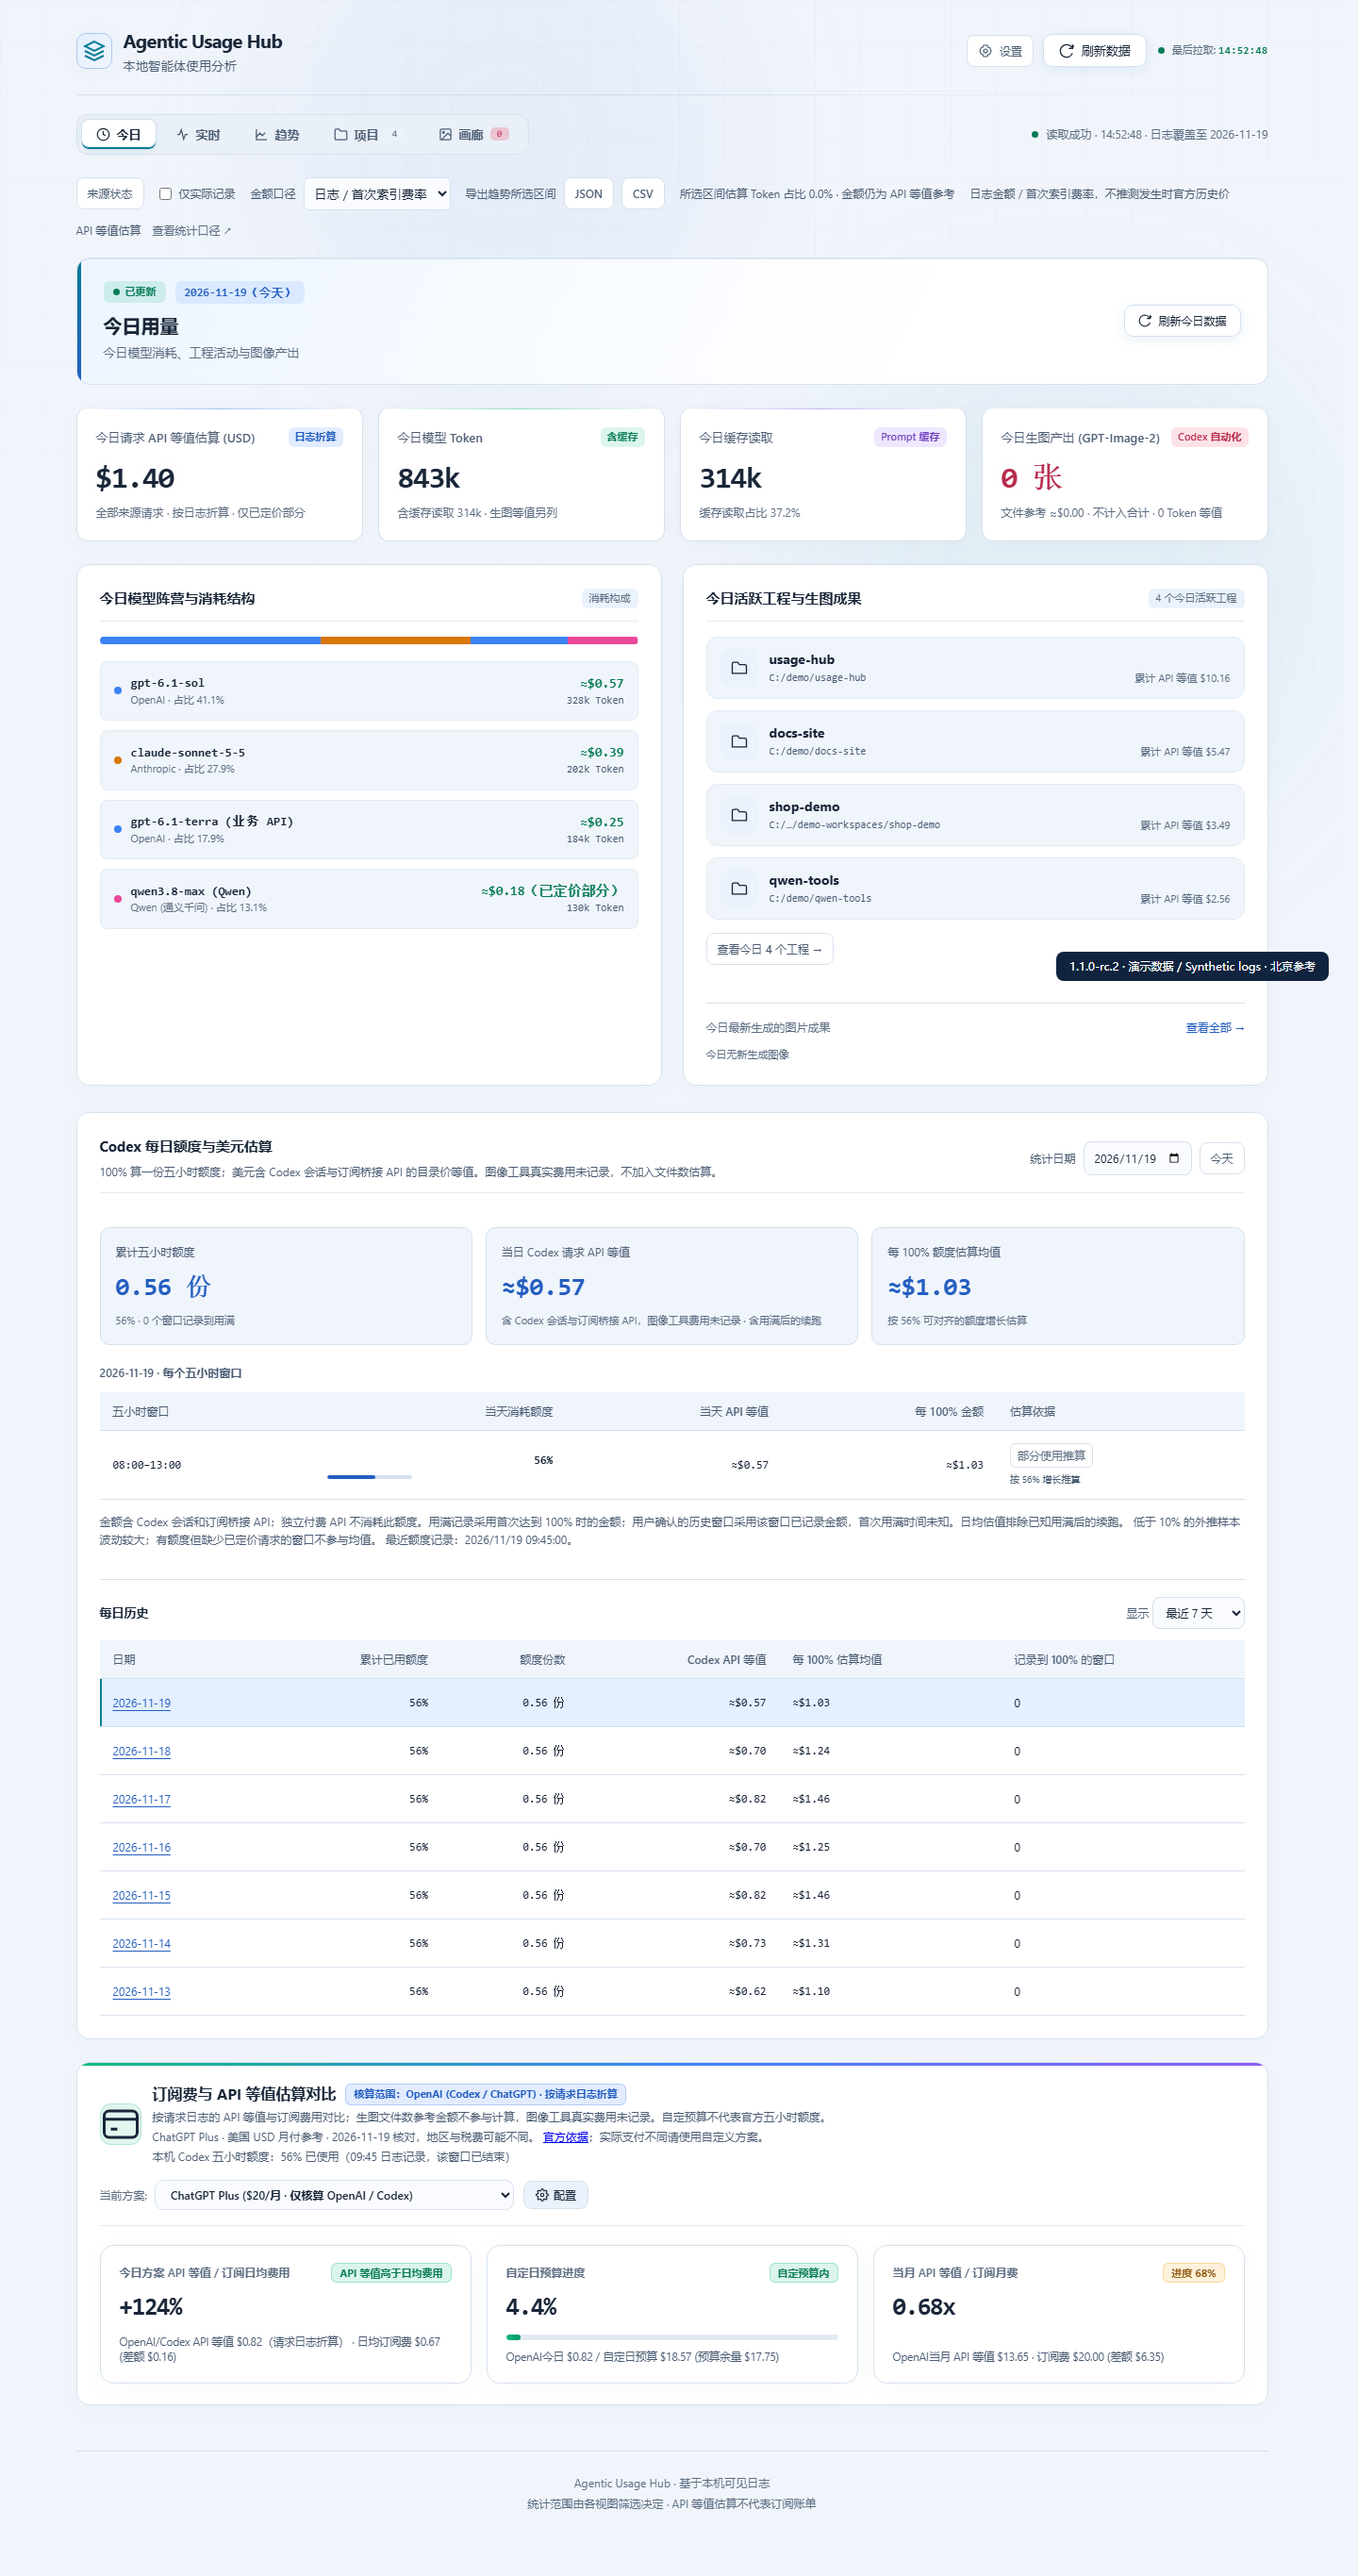 Agentic Usage Hub
本地智能体使用分析
设置
刷新数据
最后拉取: 14:52:48
今日
实时
趋势
项目 4
画廊 0
读取成功 · 14:52:48 · 日志覆盖至 2026-11-19
来源状态
仅实际记录
金额口径
日志 / 首次索引费率
导出趋势所选区间
JSON
CSV
所选区间估算 Token 占比 0.0% · 金额仍为 API 等值参考
日志金额 / 首次索引费率，不推测发生时官方历史价
API 等值估算
查看统计口径 ↗
已更新
2026-11-19（今天）
今日用量
今日模型消耗、工程活动与图像产出
刷新今日数据
今日请求 API 等值估算 (USD)
日志折算
$1.40
全部来源请求 · 按日志折算 · 仅已定价部分
今日模型 Token
含缓存
843k
含缓存读取 314k · 生图等值另列
今日缓存读取
Prompt 缓存
314k
缓存读取占比 37.2%
今日生图产出 (GPT-Image-2)
Codex 自动化
0 张
文件参考 ≈$0.00 · 不计入合计 · 0 Token 等值
今日模型阵营与消耗结构
消耗构成
gpt-6.1-sol
≈$0.57
OpenAI · 占比 41.1%
328k Token
claude-sonnet-5-5
≈$0.39
Anthropic · 占比 27.9%
202k Token
gpt-6.1-terra (业务 API)
≈$0.25
OpenAI · 占比 17.9%
184k Token
qwen3.8-max (Qwen)
≈$0.18（已定价部分）
Qwen (通义千问) · 占比 13.1%
130k Token
今日活跃工程与生图成果
4 个今日活跃工程
usage-hub
C:/demo/usage-hub
累计 API 等值 $10.16
docs-site
C:/demo/docs-site
累计 API 等值 $5.47
shop-demo
C:/…/demo-workspaces/shop-demo
累计 API 等值 $3.49
qwen-tools
C:/demo/qwen-tools
累计 API 等值 $2.56
查看今日 4 个工程 →
1.1.0-rc.2 · 演示数据 / Synthetic logs · 北京参考
今日最新生成的图片成果
查看全部 →
今日无新生成图像
Codex 每日额度与美元估算
100% 算一份五小时额度；美元含 Codex 会话与订阅桥接 API 的目录价等值。图像工具真实费用未记录，不加入文件数估算。
统计日期
2026/11/19
今天
累计五小时额度
0.56 份
56% · 0 个窗口记录到用满
当日 Codex 请求 API 等值
≈$0.57
含 Codex 会话与订阅桥接 API，图像工具费用未记录 · 含用满后的续跑
每 100% 额度估算均值
≈$1.03
按 56% 可对齐的额度增长估算
2026-11-19 · 每个五小时窗口
五小时窗口 当天消耗额度 当天 API 等值 每 100% 金额 估算依据
08:00–13:00 56% ≈$0.57 ≈$1.03 部分使用推算
按 56% 增长推算
金额含 Codex 会话和订阅桥接 API；独立付费 API 不消耗此额度。用满记录采用首次达到 100% 时的金额；用户确认的历史窗口采用该窗口已记录金额，首次用满时间未知。日均估值排除已知用满后的续跑。 低于 10% 的外推样本
波动较大；有额度但缺少已定价请求的窗口不参与均值。 最近额度记录：2026/11/19 09:45:00。
每日历史
显示
最近 7 天
日期 累计已用额度 额度份数 Codex API 等值 每 100% 估算均值 记录到 100% 的窗口
2026-11-19 56% 0.56 份 ≈$0.57 ≈$1.03 0
2026-11-18 56% 0.56 份 ≈$0.70 ≈$1.24 0
2026-11-17 56% 0.56 份 ≈$0.82 ≈$1.46 0
2026-11-16 56% 0.56 份 ≈$0.70 ≈$1.25 0
2026-11-15 56% 0.56 份 ≈$0.82 ≈$1.46 0
2026-11-14 56% 0.56 份 ≈$0.73 ≈$1.31 0
2026-11-13 56% 0.56 份 ≈$0.62 ≈$1.10 0
订阅费与 API 等值估算对比
核算范围：OpenAI (Codex / ChatGPT) · 按请求日志折算
按请求日志的 API 等值与订阅费用对比；生图文件数参考金额不参与计算，图像工具真实费用未记录。自定预算不代表官方五小时额度。
ChatGPT Plus · 美国 USD 月付参考 · 2026-11-19 核对，地区与税费可能不同。 官方依据；实际支付不同请使用自定义方案。
本机 Codex 五小时额度：56% 已使用（09:45 日志记录，该窗口已结束）
当前方案:
ChatGPT Plus ($20/月 · 仅核算 OpenAI / Codex)
配置
今日方案 API 等值 / 订阅日均费用
API 等值高于日均费用
+124%
OpenAI/Codex API 等值 $0.82（请求日志折算） · 日均订阅费 $0.67
(差额 $0.16)
自定日预算进度
自定预算内
4.4%
OpenAI今日 $0.82 / 自定日预算 $18.57 (预算余量 $17.75)
当月 API 等值 / 订阅月费
进度 68%
0.68x
OpenAI当月 API 等值 $13.65 · 订阅费 $20.00 (差额 $6.35)
Agentic Usage Hub · 基于本机可见日志
统计范围由各视图筛选决定 · API 等值估算不代表订阅账单